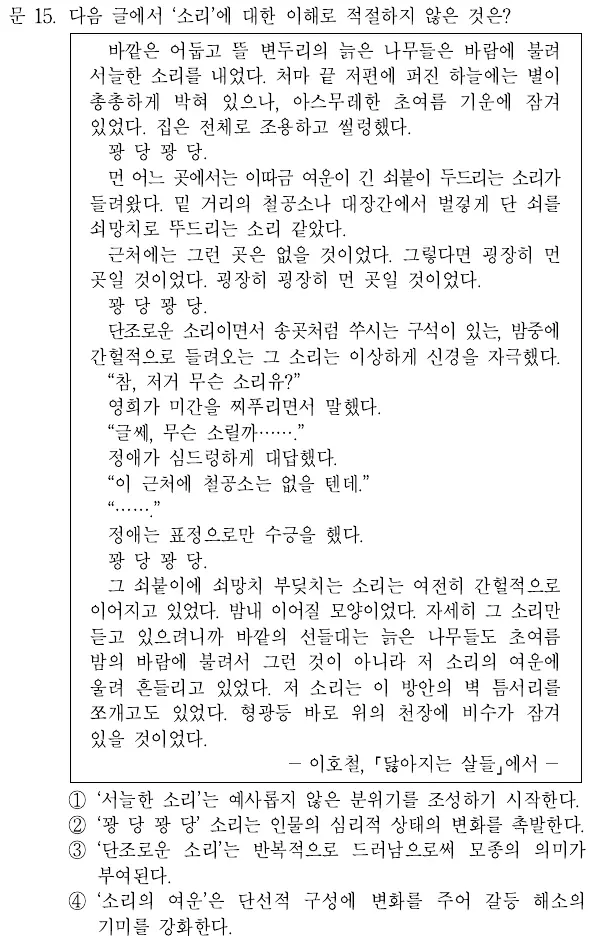 문 15. 다음 글에서 ‘소리’에 대한 이해로 적절하지 않은 것은?
바깥은 어둡고 뜰 변두리의 늙은 나무들은 바람에 불려
서늘한 소리를 내었다. 처마 끝 저편에 퍼진 하늘에는 별이
총총하게 박혀 있으나, 아스무레한 초여름 기운에 잠겨
있었다. 집은 전체로 조용하고 썰렁했다.
꽝 당 꽝 당.
먼 어느 곳에서는 이따금 여운이 긴 쇠붙이 두드리는 소리가
들려왔다. 밑 거리의 철공소나 대장간에서 벌겋게 단 쇠를
쇠망치로 뚜드리는 소리 같았다.
근처에는 그런 곳은 없을 것이었다. 그렇다면 굉장히 먼
곳일 것이었다. 굉장히 굉장히 먼 곳일 것이었다.
꽝 당 꽝 당.
단조로운 소리이면서 송곳처럼 쑤시는 구석이 있는, 밤중에
간헐적으로 들려오는 그 소리는 이상하게 신경을 자극했다.
“참, 저거 무슨 소리유?”
영희가 미간을 찌푸리면서 말했다.
“글쎄, 무슨 소릴까…….”
정애가 심드렁하게 대답했다.
“이 근처에 철공소는 없을 텐데.”
“…….”
정애는 표정으로만 수긍을 했다.
꽝 당 꽝 당.
그 쇠붙이에 쇠망치 부딪치는 소리는 여전히 간헐적으로
이어지고 있었다. 밤내 이어질 모양이었다. 자세히 그 소리만
듣고 있으려니까 바깥의 선들대는 늙은 나무들도 초여름
밤의 바람에 불려서 그런 것이 아니라 저 소리의 여운에
울려 흔들리고 있었다. 저 소리는 이 방안의 벽 틈서리를
쪼개고도 있었다. 형광등 바로 위의 천장에 비수가 잠겨
있을 것이었다.
－ 이호철, 「닳아지는 살들」에서 －
① ‘서늘한 소리’는 예사롭지 않은 분위기를 조성하기 시작한다.
② ‘꽝 당 꽝 당’ 소리는 인물의 심리적 상태의 변화를 촉발한다.
③ ‘단조로운 소리’는 반복적으로 드러남으로써 모종의 의미가
부여된다.
④ ‘소리의 여운’은 단선적 구성에 변화를 주어 갈등 해소의
기미를 강화한다.